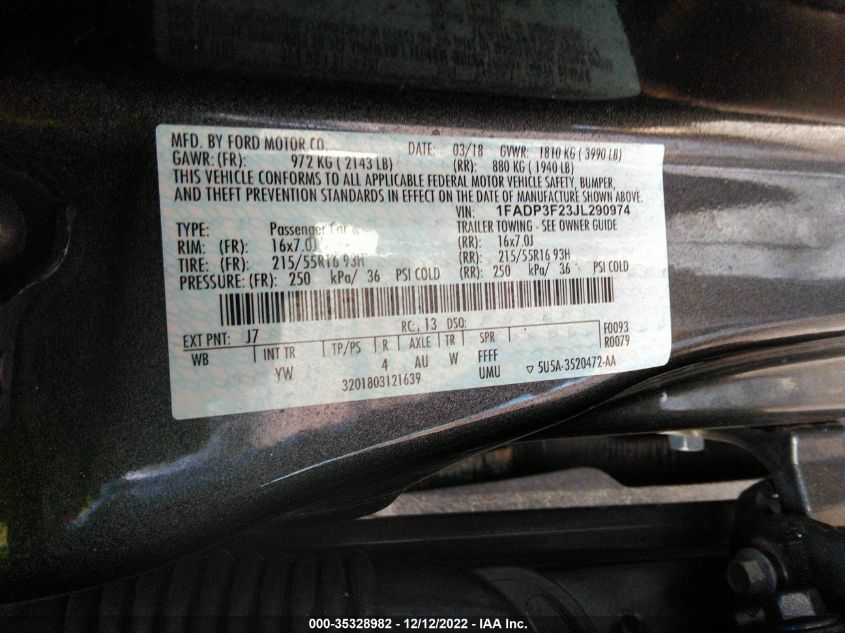 MFD. BY FORD MOTOR CO. DATE: 03/18 GVWR: 1810 KG ( 3990 LB)
GAWR: (FR): 972 KG ( 2143 LB) (RR): 880 KG ( 1940 LB)
THIS VEHICLE CONFORMS TO ALL APPLICABLE FEDERAL MOTOR VEHICLE SAFETY, BUMPER,
AND THEFT PREVENTION STANDARDS IN EFFECT ON THE DATE OF MANUFACTURE SHOWN ABOVE.
VIN: 1FADP3F23JL290974
TYPE: Passenger Car TRAILER TOWING - SEE OWNER GUIDE
RIM: (FR): 16x7.0J (RR): 16x7.0J
TIRE: (FR): 215/55R16 93H (RR): 215/55R16 93H
PRESSURE: (FR): 250 kPa/ 36 PSI COLD (RR): 250 kPa/ 36 PSI COLD
EXT PNT: J7 RC: 13 DSO: F0093
WB INT TR TP/PS R AXLE TR SPR R0079
YW 4 AU W FFFF
3201803121639 UMU ▽ 5U5A-3520472-AA
000-35328982 - 12/12/2022 - IAA Inc.